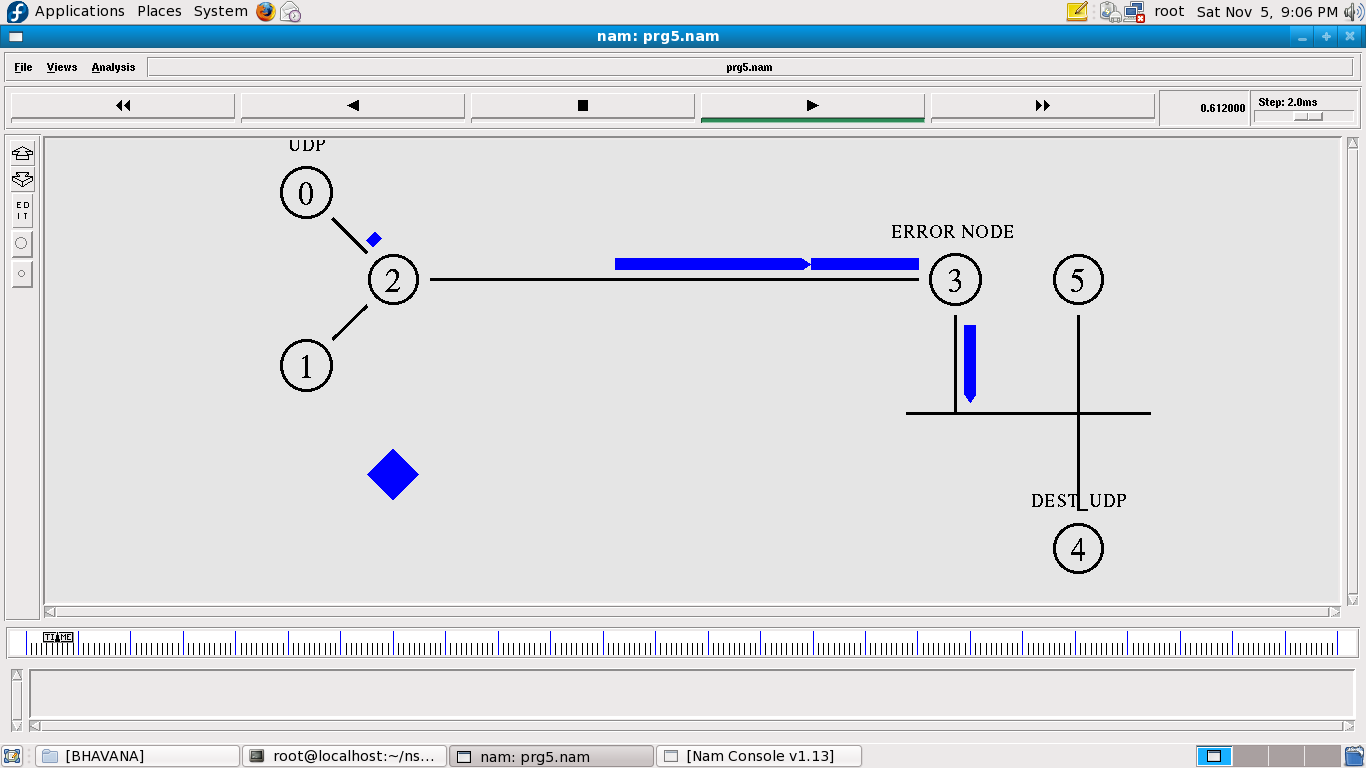 Applications Places System root Sat Nov 5, 9:06 PM
nam: prg5.nam
File Views Analysis prg5.nam
0.612000 Step: 2.0ms
UDP
0
ED
IT
ERROR NODE
2 3 5
1
DEST_UDP
4
TIME
[BHAVANA] root@localhost:~/ns... nam: prg5.nam [Nam Console v1.13]